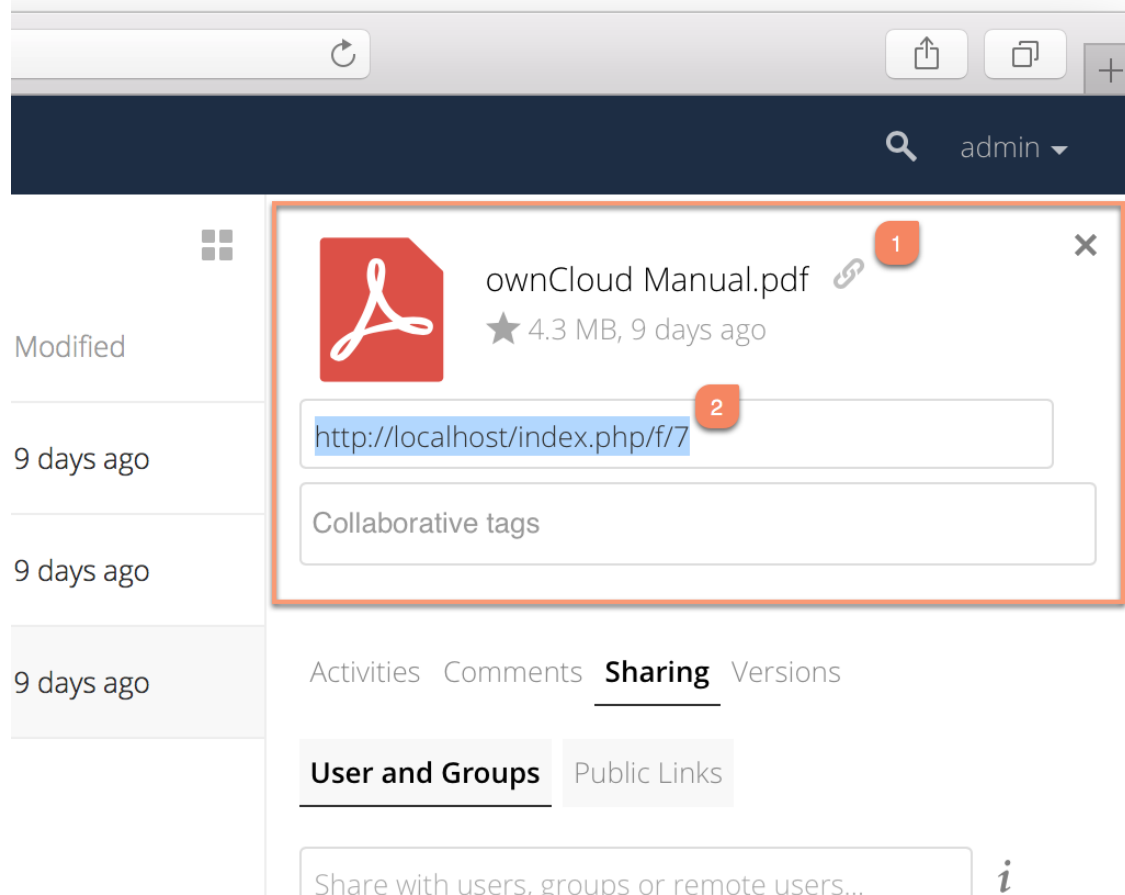 admin
1
ownCloud Manual.pdf
4.3 MB, 9 days ago
Modified
2
http://localhost/index.php/f/7
9 days ago
Collaborative tags
9 days ago
9 days ago
Activities Comments Sharing Versions
User and Groups Public Links
Share with users, groups or remote users...
i